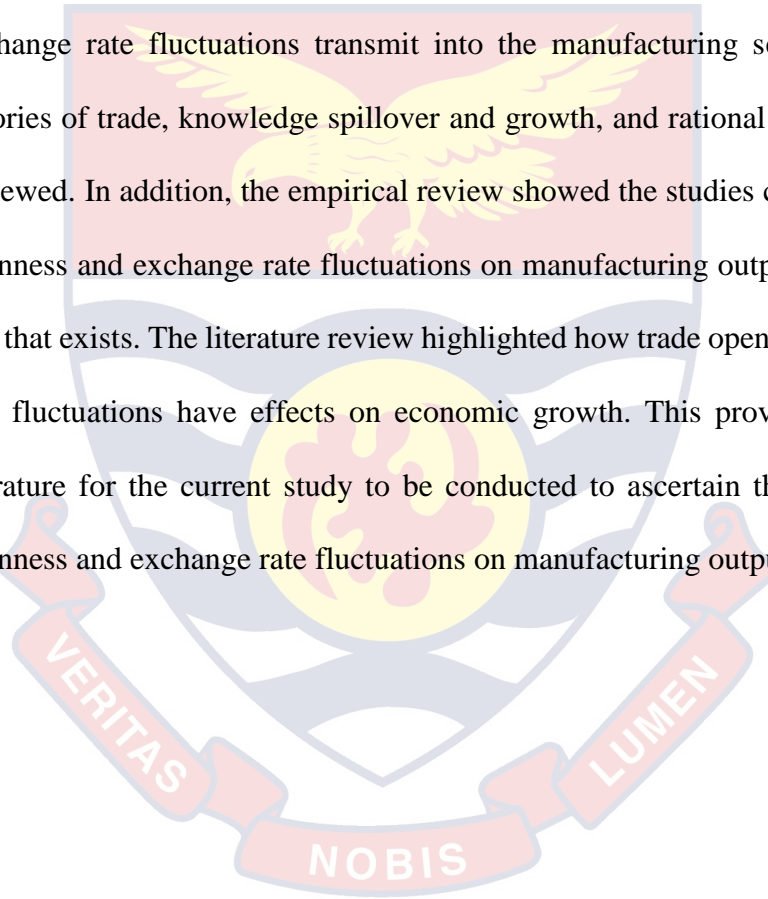 hange rate fluctuations transmit into the manufacturing s
ories of trade, knowledge spillover and growth, and rational
ewed. In addition, the empirical review showed the studies
nness and exchange rate fluctuations on manufacturing outp
that exists. The literature review highlighted how trade open
fluctuations have effects on economic growth. This prov
rature for the current study to be conducted to ascertain th
nness and exchange rate fluctuations on manufacturing outpu
VERITAS
NOBIS
LUMEN